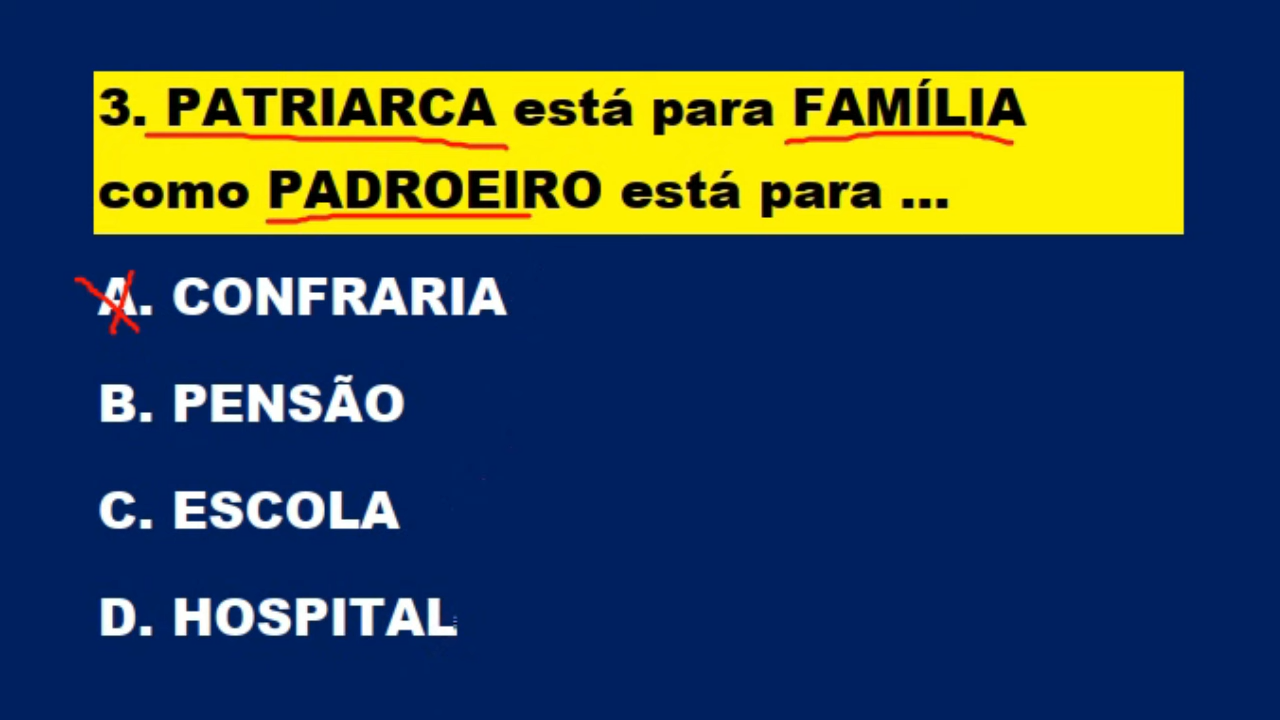 3. PATRIARCA está para FAMÍLIA
como PADROEIRO está para ...
A. CONFRARIA
B. PENSÃO
C. ESCOLA
D. HOSPITAL